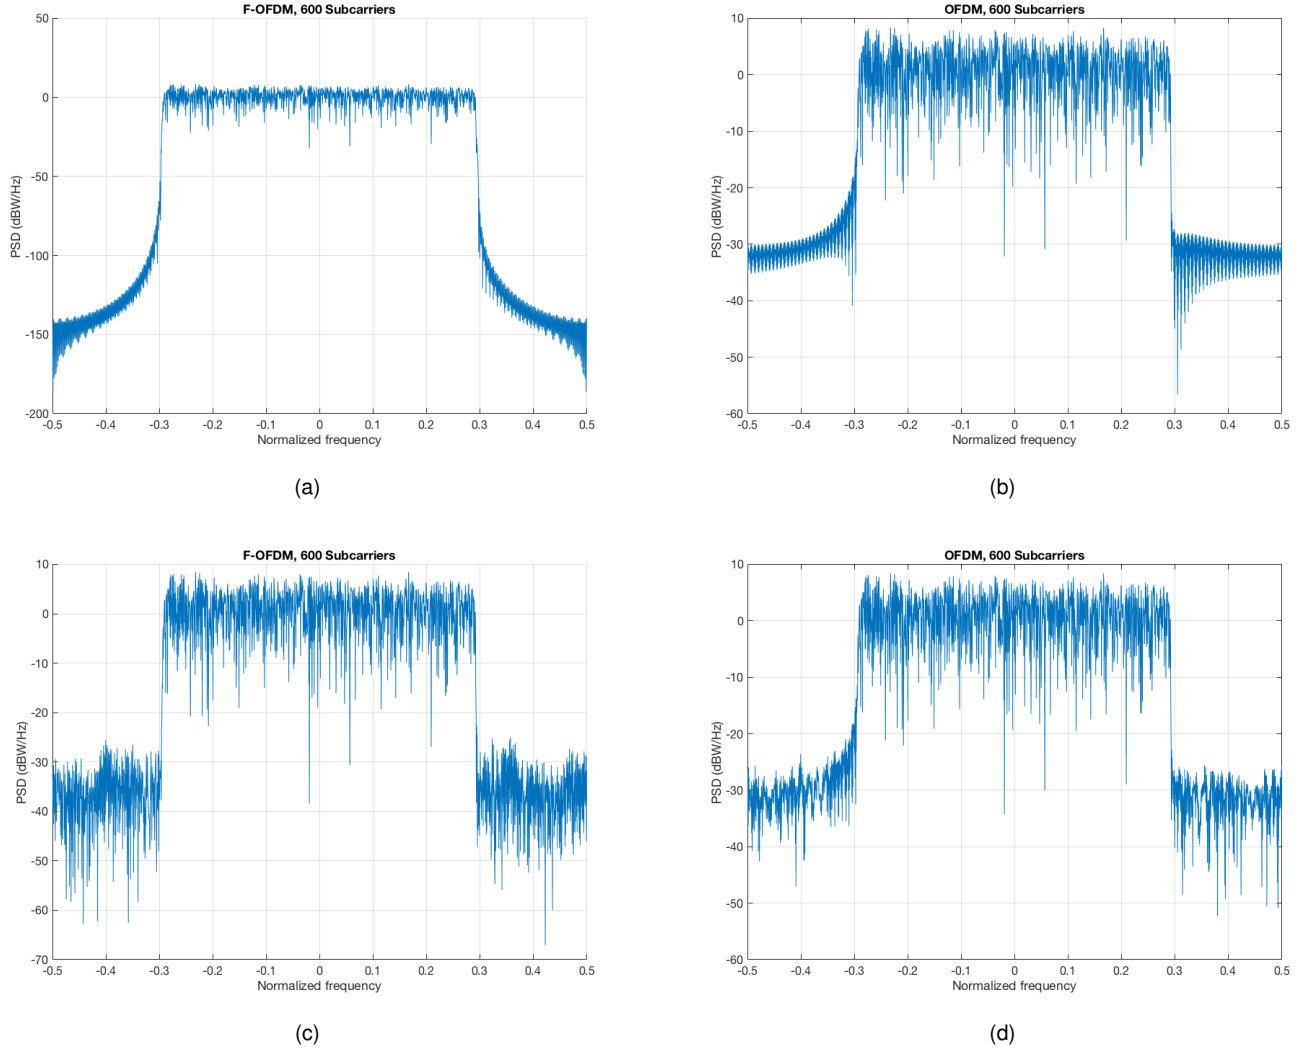 F-OFDM, 600 Subcarriers
50
0
-50
-100
-150
-200
PSD (dBW/Hz)
-0.5 -0.4 -0.3 -0.2 -0.1 0 0.1 0.2 0.3 0.4 0.5
Normalized frequency
(a)
OFDM, 600 Subcarriers
10
0
-10
-20
-30
-40
-50
-60
PSD (dBW/Hz)
-0.5 -0.4 -0.3 -0.2 -0.1 0 0.1 0.2 0.3 0.4 0.5
Normalized frequency
(b)
F-OFDM, 600 Subcarriers
10
0
-10
-20
-30
-40
-50
-60
-70
PSD (dBW/Hz)
-0.5 -0.4 -0.3 -0.2 -0.1 0 0.1 0.2 0.3 0.4 0.5
Normalized frequency
(c)
OFDM, 600 Subcarriers
10
0
-10
-20
-30
-40
-50
-60
PSD (dBW/Hz)
-0.5 -0.4 -0.3 -0.2 -0.1 0 0.1 0.2 0.3 0.4 0.5
Normalized frequency
(d)